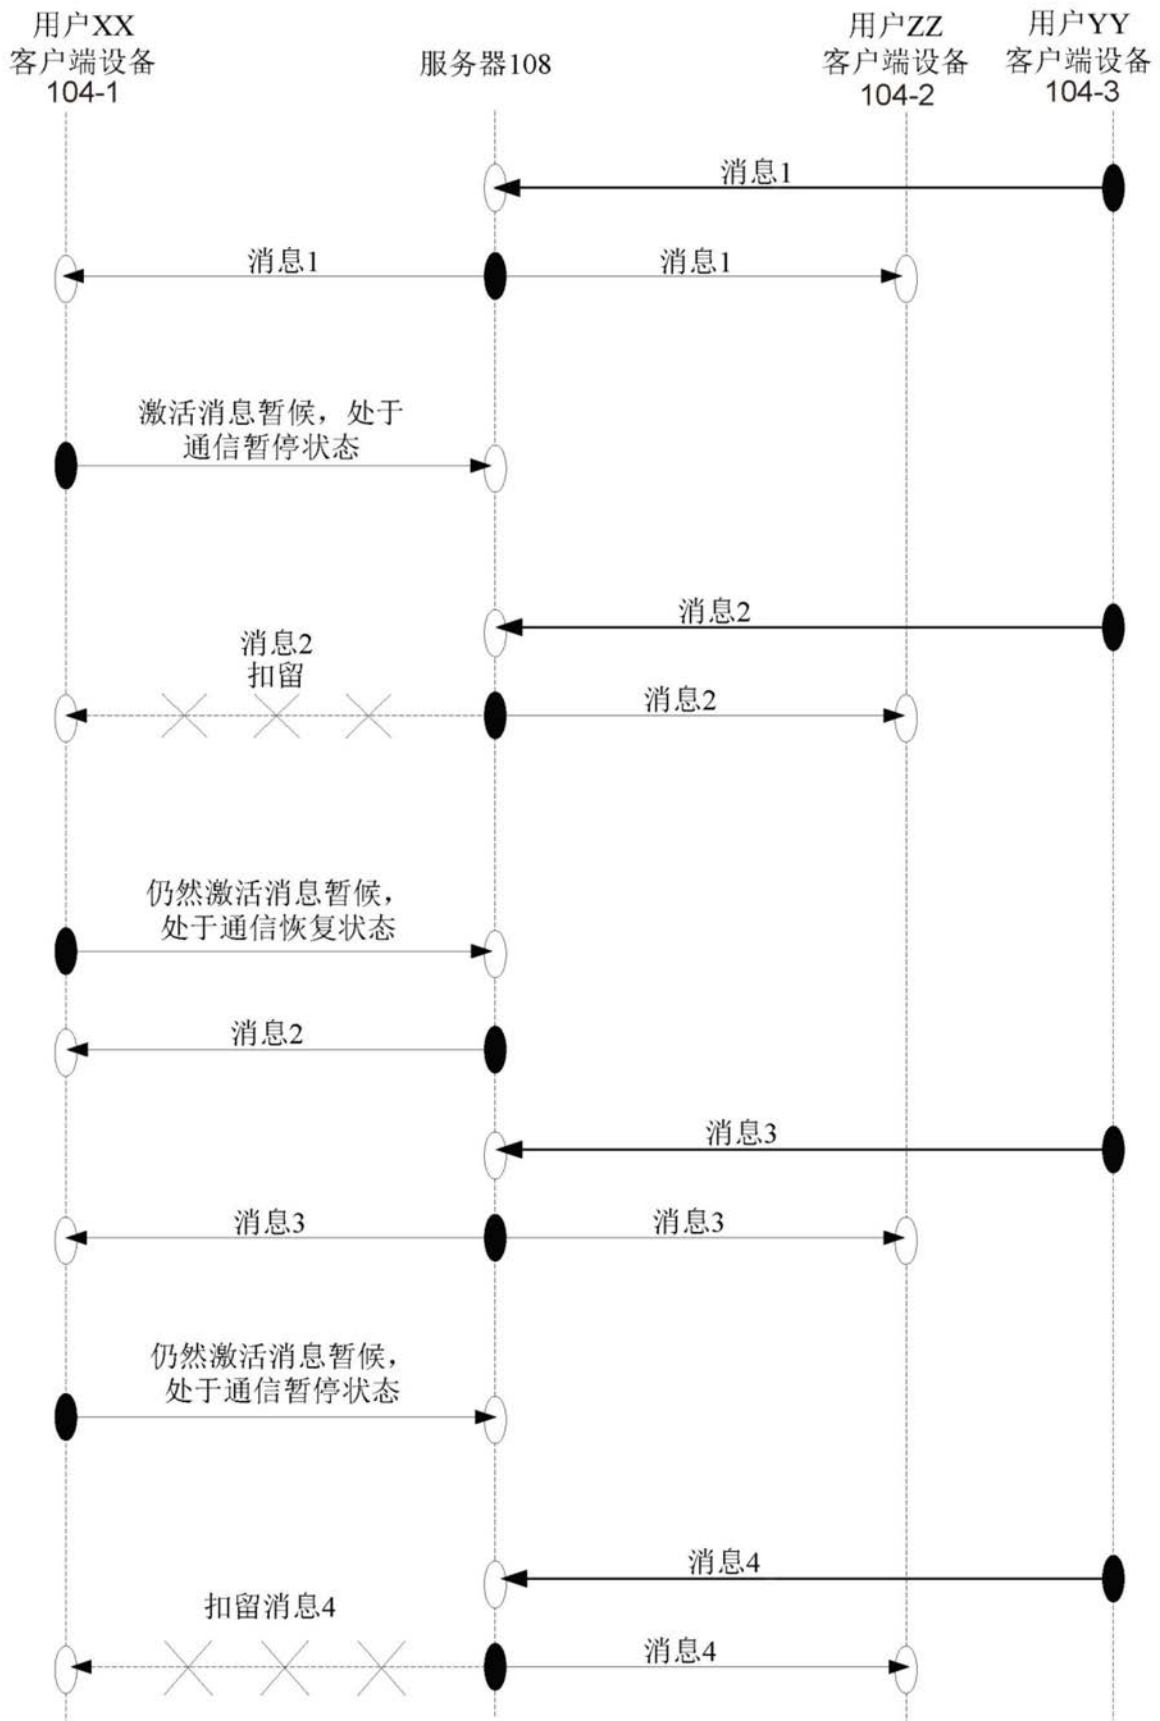 用户XX
客户端设备
104-1
服务器108
用户ZZ
客户端设备
104-2
用户YY
客户端设备
104-3
消息1
消息1
消息1
激活消息暂候，处于
通信暂停状态
消息2
消息2
扣留
消息2
仍然激活消息暂候，
处于通信恢复状态
消息2
消息3
消息3
消息3
仍然激活消息暂候，
处于通信暂停状态
消息4
扣留消息4
消息4